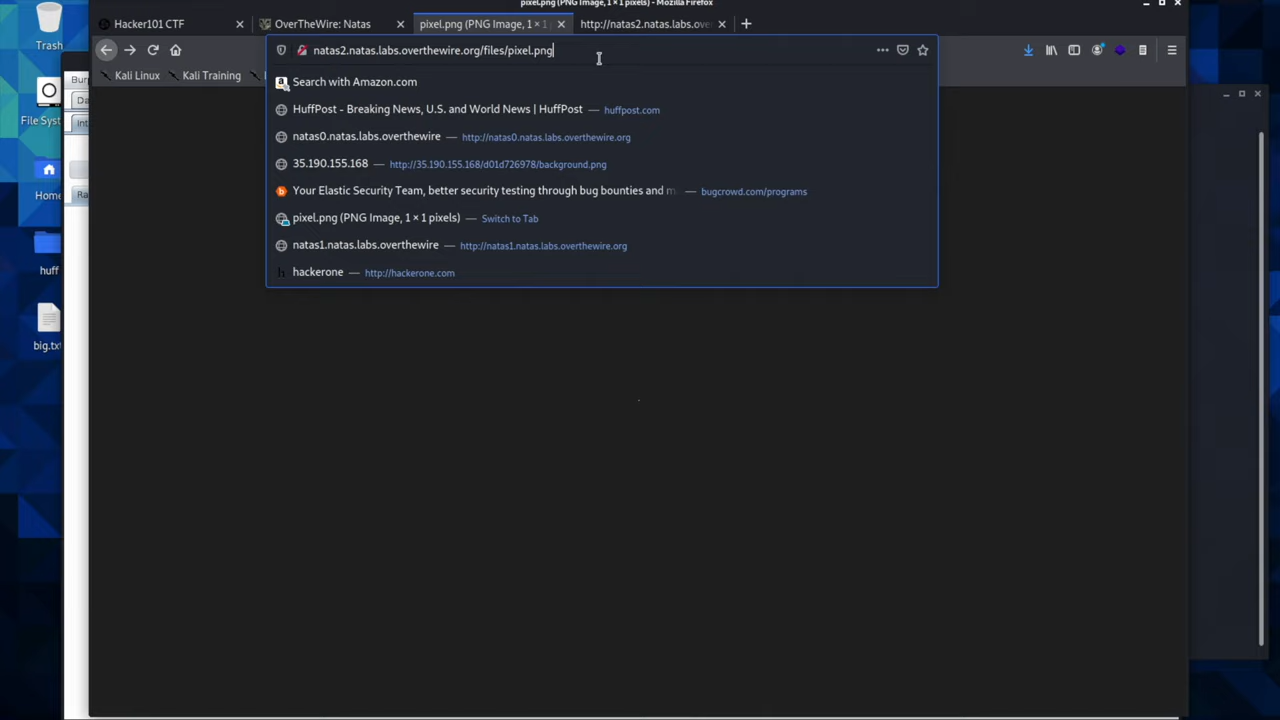 pixel.png (PNG Image, 1 × 1 pixels) - Mozilla Firefox
Trash
Hacker101 CTF
OverTheWire: Natas
pixel.png (PNG Image, 1 × 1
http://natas2.natas.labs.ove
natas2.natas.labs.overthewire.org/files/pixel.png
Kali Linux
Kali Training
Search with Amazon.com
HuffPost - Breaking News, U.S. and World News | HuffPost — huffpost.com
natas0.natas.labs.overthewire — http://natas0.natas.labs.overthewire.org
35.190.155.168 — http://35.190.155.168/d01d726978/background.png
Your Elastic Security Team, better security testing through bug bounties and m — bugcrowd.com/programs
pixel.png (PNG Image, 1 × 1 pixels) — Switch to Tab
natas1.natas.labs.overthewire — http://natas1.natas.labs.overthewire.org
hackerone — http://hackerone.com
Bur
Da
File Sys
Int
Home
Ra
huff
big.txt